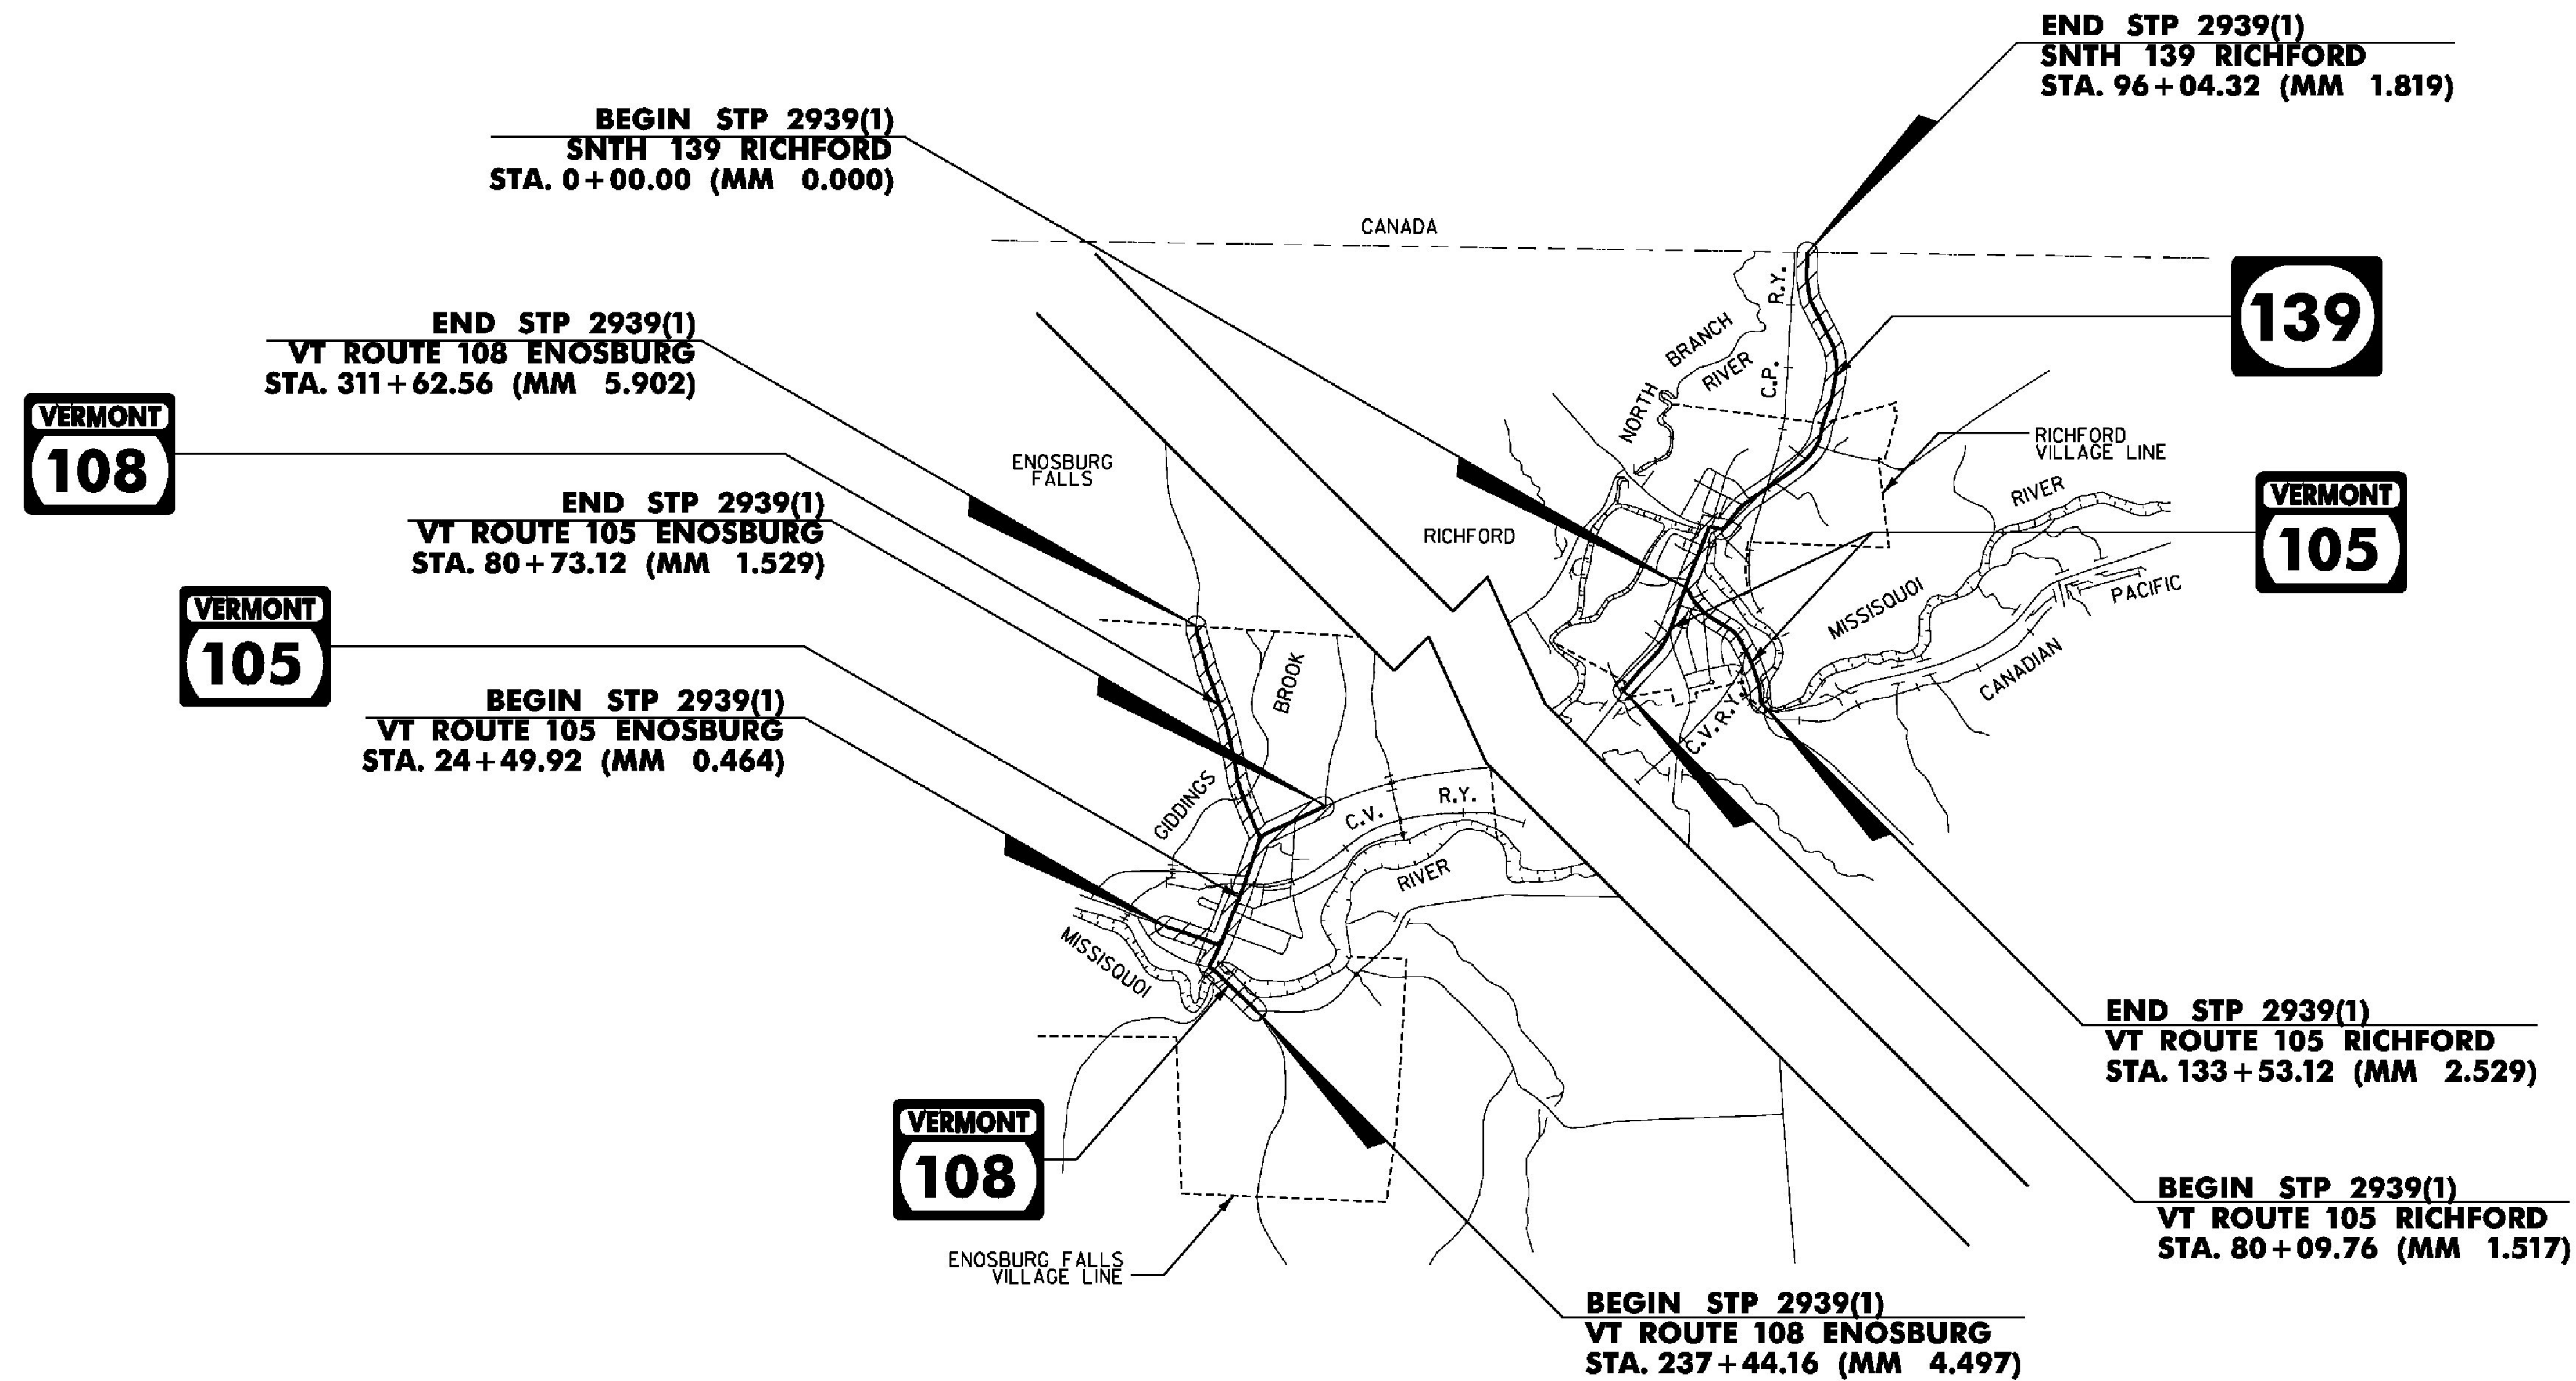 END STP 2939(1)
SNTH 139 RICHFORD
STA. 96+04.32 (MM 1.819)
BEGIN STP 2939(1)
SNTH 139 RICHFORD
STA. 0+00.00 (MM 0.000)
CANADA
139
END STP 2939(1)
VT ROUTE 108 ENOSBURG
STA. 311+62.56 (MM 5.902)
VERMONT
108
R.Y.
C.P.
NORTH
BRANCH
RIVER
RICHFORD
VILLAGE LINE
ENOSBURG
FALLS
END STP 2939(1)
VT ROUTE 105 ENOSBURG
STA. 80+73.12 (MM 1.529)
RICHFORD
RIVER
VERMONT
105
VERMONT
105
MISSISQUOI
PACIFIC
CANADIAN
BROOK
GIDDINGS
C.V.R.Y.
BEGIN STP 2939(1)
VT ROUTE 105 ENOSBURG
STA. 24+49.92 (MM 0.464)
C.V.
R.Y.
RIVER
MISSISQUOI
END STP 2939(1)
VT ROUTE 105 RICHFORD
STA. 133+53.12 (MM 2.529)
VERMONT
108
BEGIN STP 2939(1)
VT ROUTE 105 RICHFORD
STA. 80+09.76 (MM 1.517)
ENOSBURG FALLS
VILLAGE LINE
BEGIN STP 2939(1)
VT ROUTE 108 ENOSBURG
STA. 237+44.16 (MM 4.497)